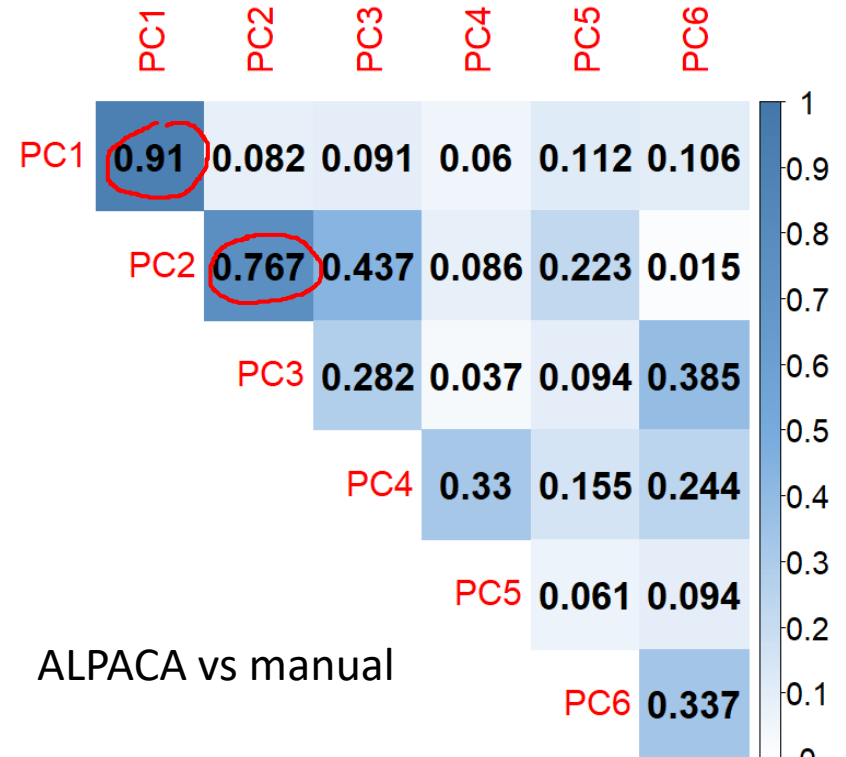 PC1 PC2 PC3 PC4 PC5 PC6
PC1 0.91 0.082 0.091 0.06 0.112 0.106
PC2 0.767 0.437 0.086 0.223 0.015
PC3 0.282 0.037 0.094 0.385
PC4 0.33 0.155 0.244
PC5 0.061 0.094
PC6 0.337
1
0.9
0.8
0.7
0.6
0.5
0.4
0.3
0.2
0.1
0
ALPACA vs manual